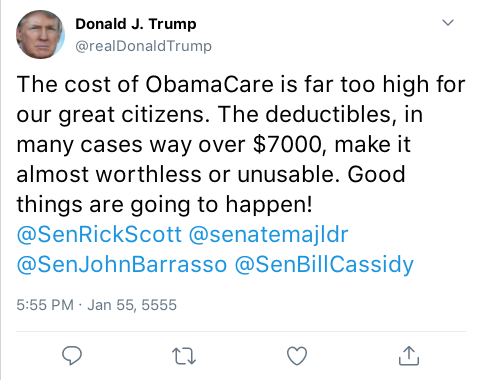 Donald J. Trump
@realDonaldTrump
The cost of ObamaCare is far too high for
our great citizens. The deductibles, in
many cases way over $7000, make it
almost worthless or unusable. Good
things are going to happen!
@SenRickScott @senatemajldr
@SenJohnBarrasso @SenBillCassidy
5:55 PM · Jan 55, 5555